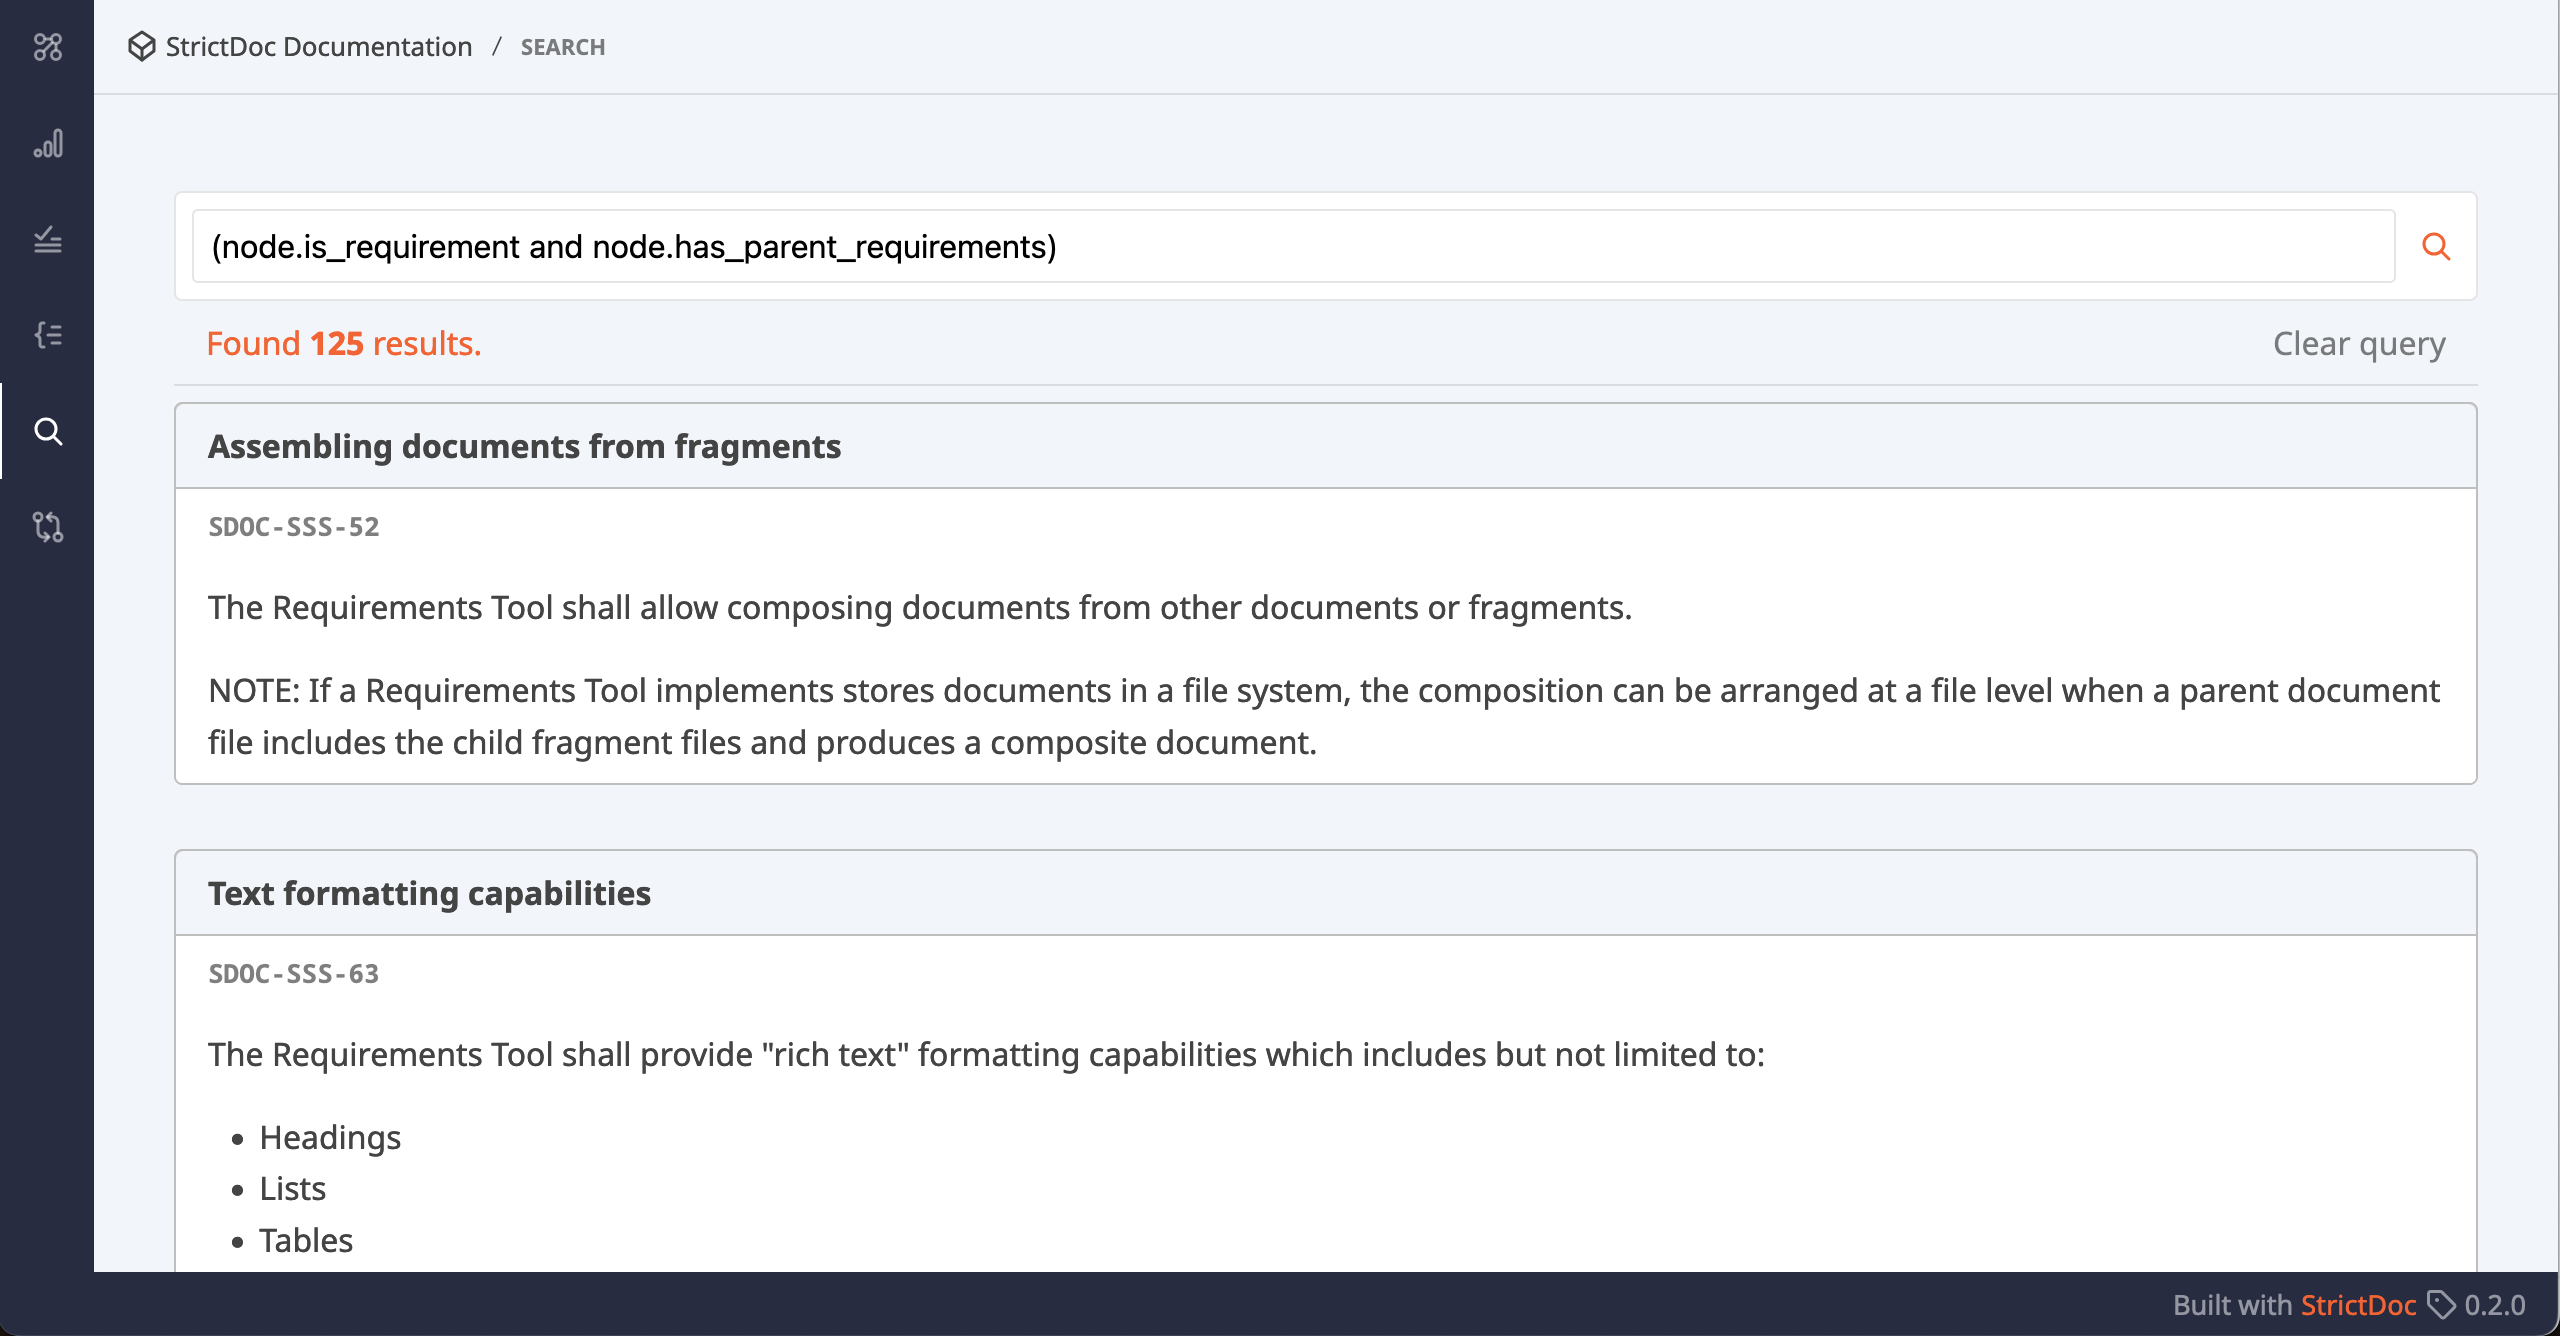 StrictDoc Documentation / SEARCH
(node.is_requirement and node.has_parent_requirements)
Found 125 results.
Clear query
Assembling documents from fragments
SDOC-SSS-52
The Requirements Tool shall allow composing documents from other documents or fragments.
NOTE: If a Requirements Tool implements stores documents in a file system, the composition can be arranged at a file level when a parent document
file includes the child fragment files and produces a composite document.
Text formatting capabilities
SDOC-SSS-63
The Requirements Tool shall provide "rich text" formatting capabilities which includes but not limited to:
• Headings
• Lists
• Tables
Built with StrictDoc 0.2.0